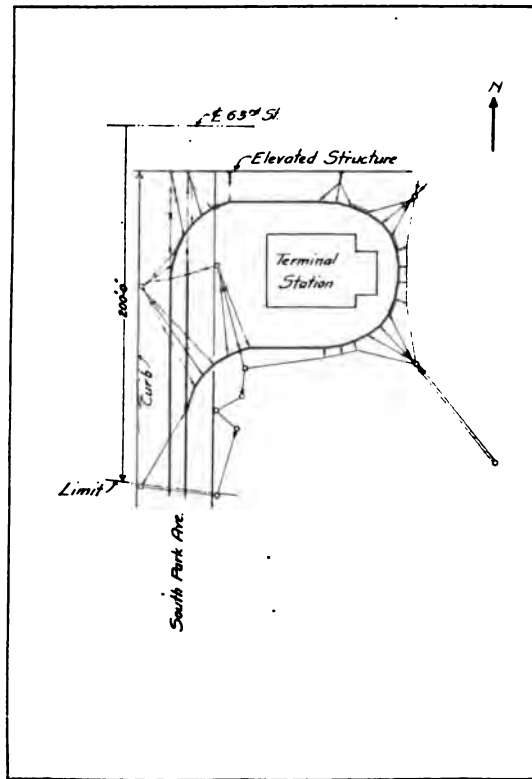 N
℄ 63rd St.
Elevated Structure
Terminal
Station
200'-0"
Curb
Limit
South Park Ave.